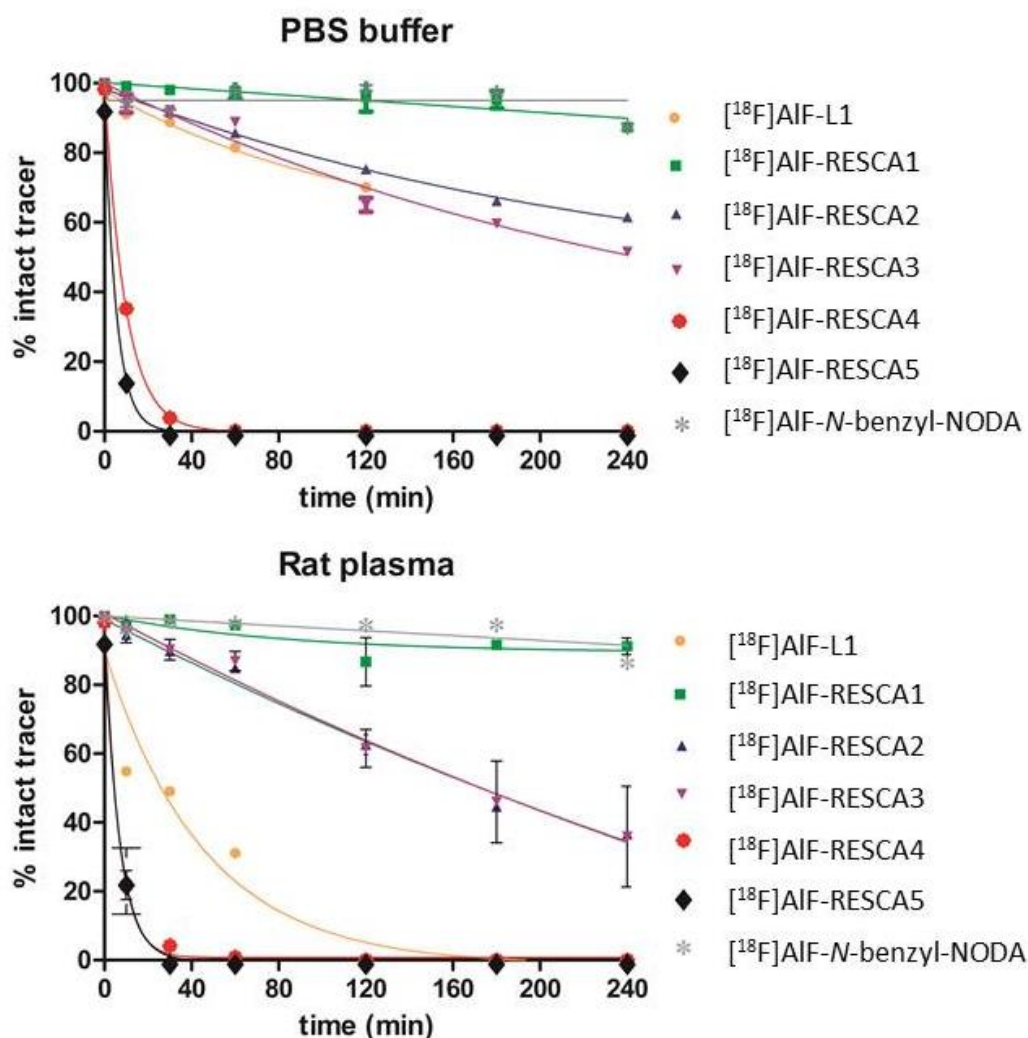 PBS buffer
% intact tracer
100
80
60
40
20
0
0 40 80 120 160 200 240
time (min)
[¹⁸F]AlF-L1
[¹⁸F]AlF-RESCA1
[¹⁸F]AlF-RESCA2
[¹⁸F]AlF-RESCA3
[¹⁸F]AlF-RESCA4
[¹⁸F]AlF-RESCA5
[¹⁸F]AlF-N-benzyl-NODA
Rat plasma
% intact tracer
100
80
60
40
20
0
0 40 80 120 160 200 240
time (min)
[¹⁸F]AlF-L1
[¹⁸F]AlF-RESCA1
[¹⁸F]AlF-RESCA2
[¹⁸F]AlF-RESCA3
[¹⁸F]AlF-RESCA4
[¹⁸F]AlF-RESCA5
[¹⁸F]AlF-N-benzyl-NODA